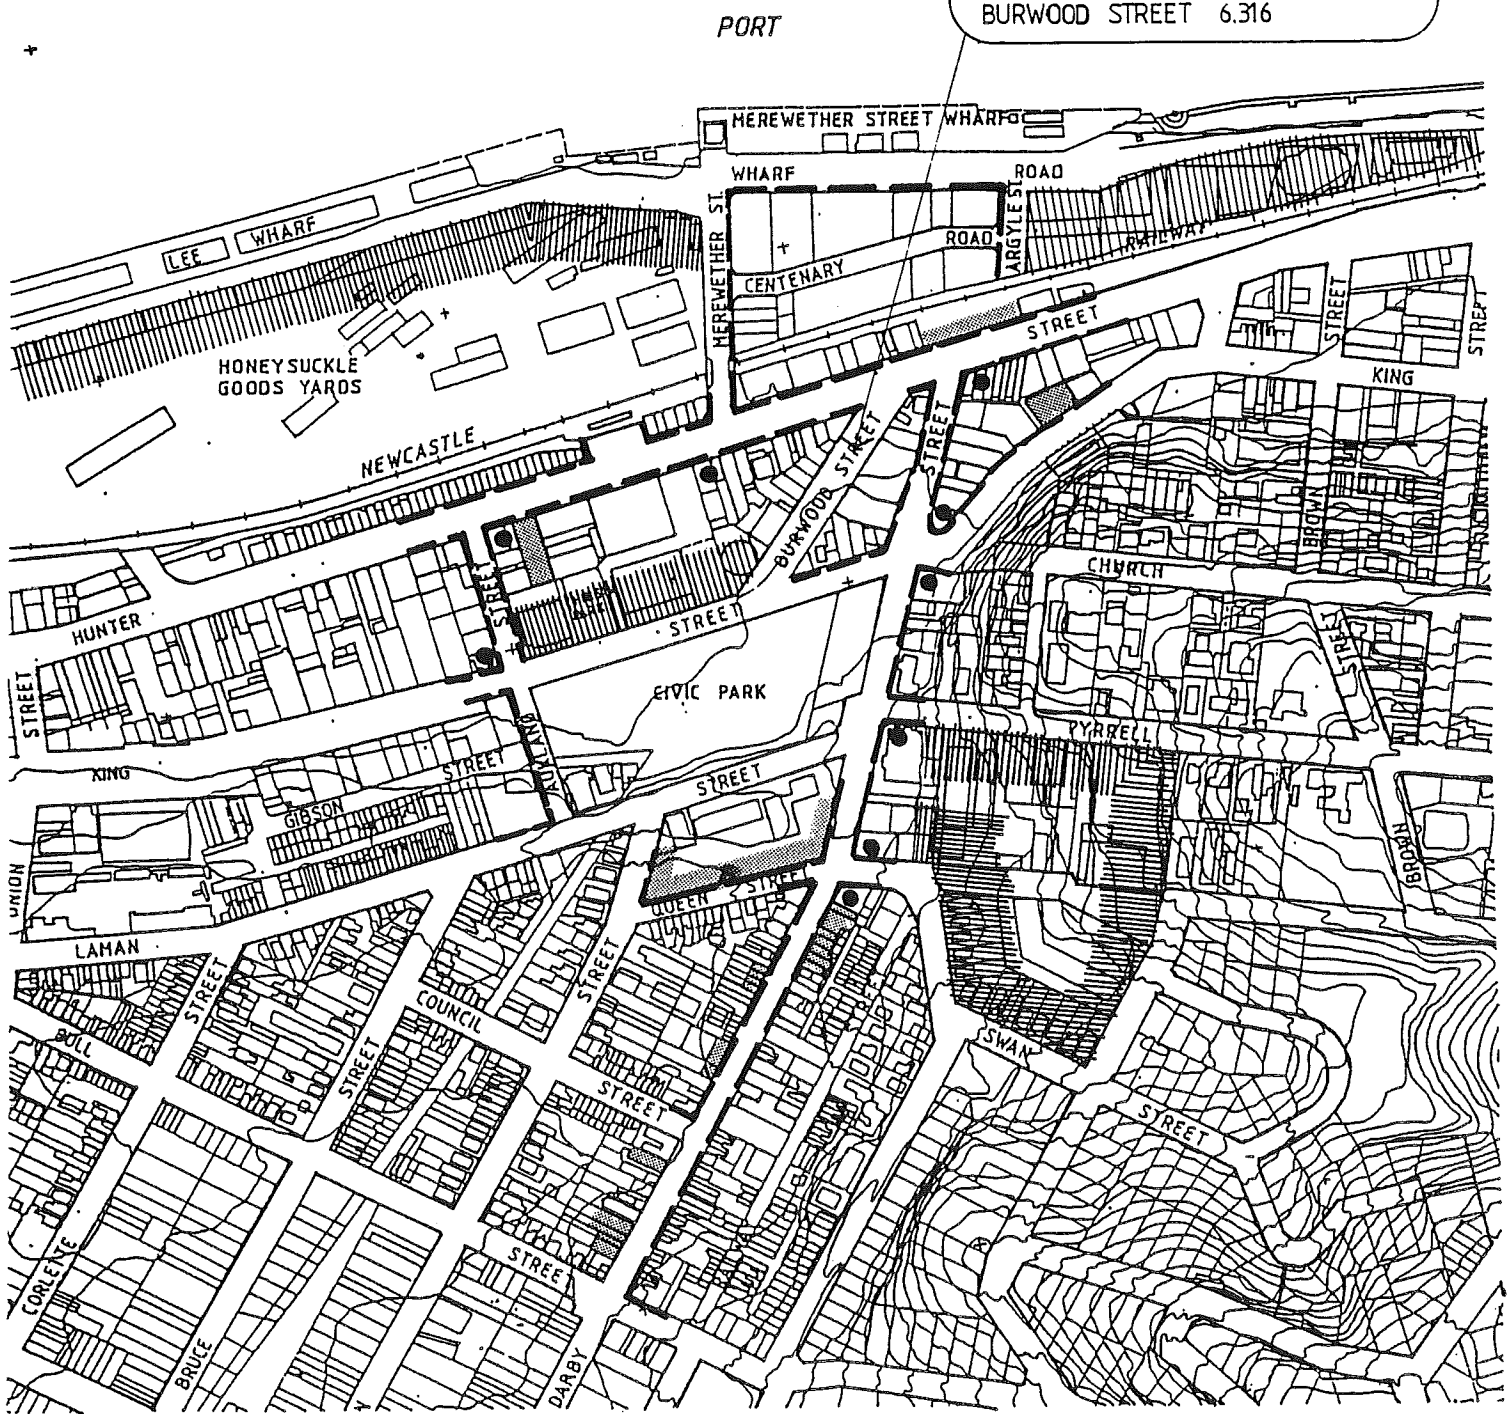 BURWOOD STREET 6.316
PORT
MEREWETHER STREET WHARF
WHARF ROAD
MEREWETHER ST.
ARGYLE ST.
LEE WHARF
CENTENARY ROAD
RAILWAY
STREET
STREET
HONEYSUCKLE
GOODS YARDS
KING
NEWCASTLE
STREET
BURWOOD STREET
BROWN
CHURCH
STREET
STREET
HUNTER
STREET
STREET
CIVIC PARK
TYRRELL
AUKLAND
KING
STREET
STREET
GIBSON
BROWN
UNION
QUEEN STREET
LAMAN
STREET
STREET
COUNCIL
BULL
STREET
SWAN
STREET
STREET
STREET
CORLETTE
BRUCE
DARBY